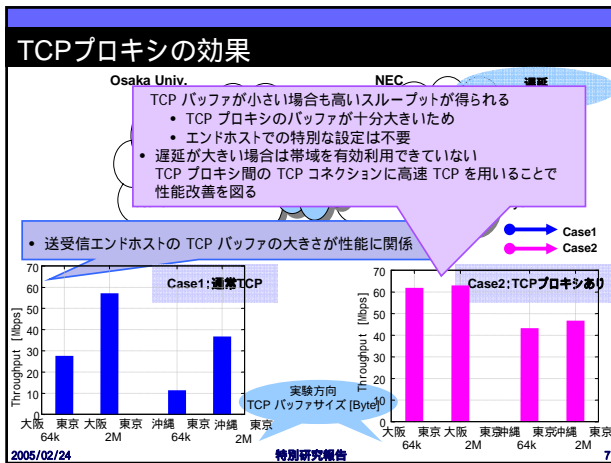 TCPプロキシの効果
Osaka Univ.
NEC
遅延
TCP バッファが小さい場合も高いスループットが得られる
• TCP プロキシのバッファが十分大きいため
• エンドホストでの特別な設定は不要
• 遅延が大きい場合は帯域を有効利用できていない
TCP プロキシ間の TCP コネクションに高速 TCP を用いることで
性能改善を図る
• 送受信エンドホストの TCP バッファの大きさが性能に関係
Case1
Case2
Case1:通常TCP
Throughput [Mbps]
70
60
50
40
30
20
10
0
大阪 東京 大阪 東京 沖縄 東京 沖縄 東京
64k 2M 64k 2M
Case2:TCPプロキシあり
Throughput [Mbps]
70
60
50
40
30
20
10
0
大阪 東京 大阪 東京 沖縄 東京 沖縄 東京
64k 2M 64k 2M
実験方向
TCP バッファサイズ [Byte]
2005/02/24
特別研究報告
7